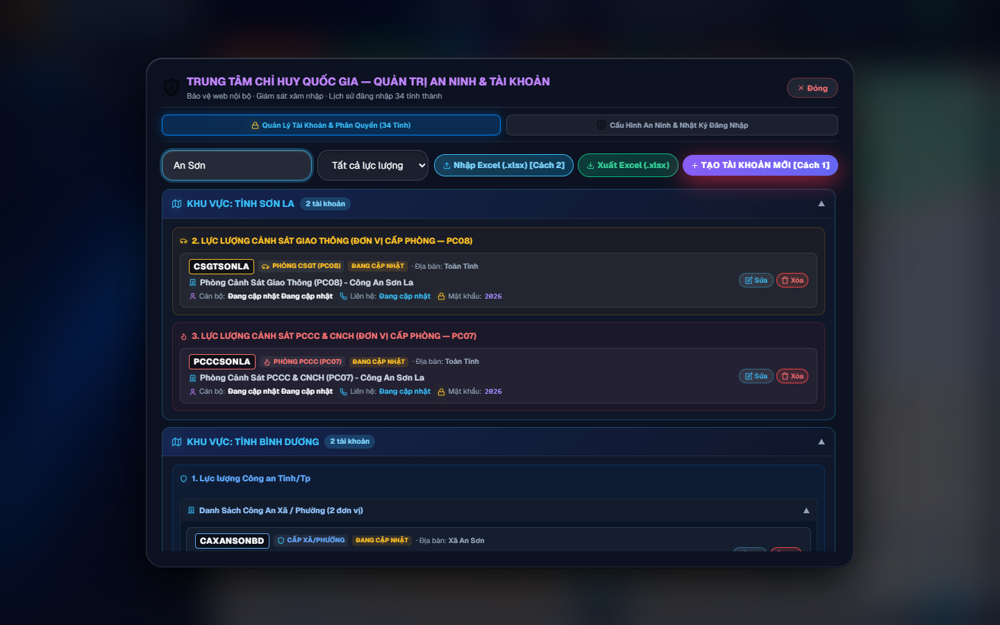 TRUNG TÂM CHỈ HUY QUỐC GIA — QUẢN TRỊ AN NINH & TÀI KHOẢN
Bảo vệ web nội bộ · Giám sát xâm nhập · Lịch sử đăng nhập 34 tỉnh thành
× Đóng
Quản Lý Tài Khoản & Phân Quyền (34 Tỉnh)
Cấu Hình An Ninh & Nhật Ký Đăng Nhập
An Sơn
Tất cả lực lượng
Nhập Excel (.xlsx) [Cách 2]
Xuất Excel (.xlsx)
+ TẠO TÀI KHOẢN MỚI [Cách 1]
KHU VỰC: TỈNH SƠN LA 2 tài khoản ▲
2. LỰC LƯỢNG CẢNH SÁT GIAO THÔNG (ĐƠN VỊ CẤP PHÒNG — PC08)
CSGTSONLA PHÒNG CSGT (PC08) ĐANG CẬP NHẬT · Địa bàn: Toàn Tỉnh
Phòng Cảnh Sát Giao Thông (PC08) - Công An Sơn La
Cán bộ: Đang cập nhật Đang cập nhật Liên hệ: Đang cập nhật Mật khẩu: 2026
Sửa Xóa
3. LỰC LƯỢNG CẢNH SÁT PCCC & CNCH (ĐƠN VỊ CẤP PHÒNG — PC07)
PCCCSONLA PHÒNG PCCC (PC07) ĐANG CẬP NHẬT · Địa bàn: Toàn Tỉnh
Phòng Cảnh Sát PCCC & CNCH (PC07) - Công An Sơn La
Cán bộ: Đang cập nhật Đang cập nhật Liên hệ: Đang cập nhật Mật khẩu: 2026
Sửa Xóa
KHU VỰC: TỈNH BÌNH DƯƠNG 2 tài khoản ▲
1. Lực lượng Công an Tỉnh/Tp
Danh Sách Công An Xã / Phường (2 đơn vị) ▲
CAXANSONBD CẤP XÃ/PHƯỜNG ĐANG CẬP NHẬT · Địa bàn: Xã An Sơn